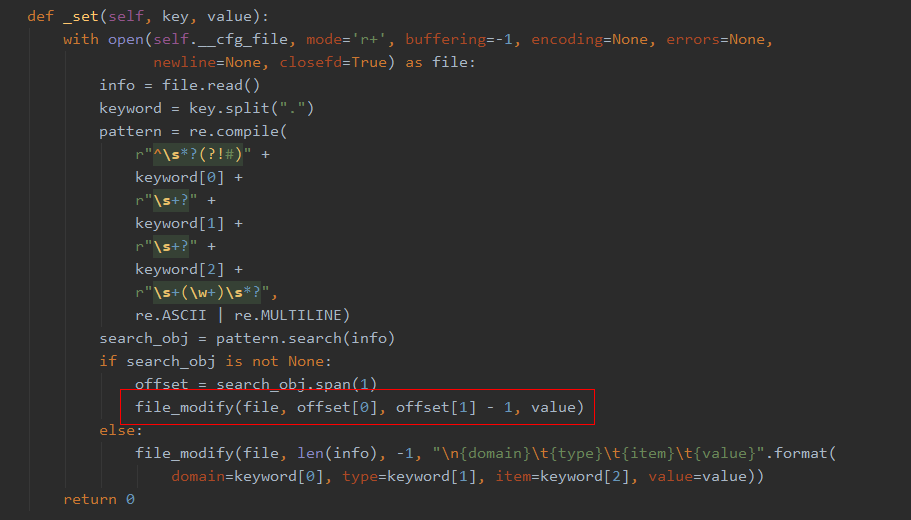 def _set(self, key, value):
with open(self.__cfg_file, mode='r+', buffering=-1, encoding=None, errors=None,
newline=None, closefd=True) as file:
info = file.read()
keyword = key.split(".")
pattern = re.compile(
r"^\s*?(?!#)" +
keyword[0] +
r"\s+?" +
keyword[1] +
r"\s+?" +
keyword[2] +
r"\s+(\w+)\s*?",
re.ASCII | re.MULTILINE)
search_obj = pattern.search(info)
if search_obj is not None:
offset = search_obj.span(1)
file_modify(file, offset[0], offset[1] - 1, value)
else:
file_modify(file, len(info), -1, "\n{domain}\t{type}\t{item}\t{value}".format(
domain=keyword[0], type=keyword[1], item=keyword[2], value=value))
return 0